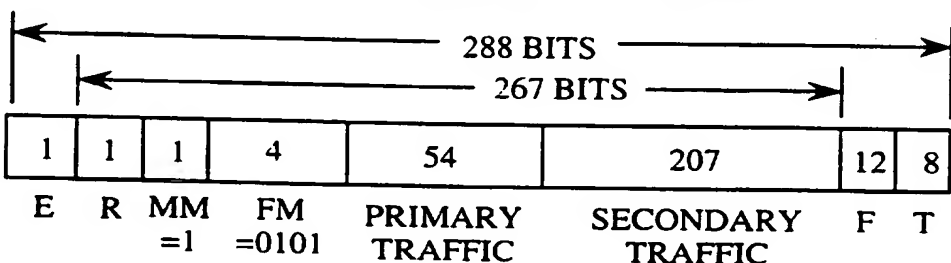 288 BITS
267 BITS
1 1 1 4 54 207 12 8
E R MM =1 FM =0101 PRIMARY TRAFFIC SECONDARY TRAFFIC F T